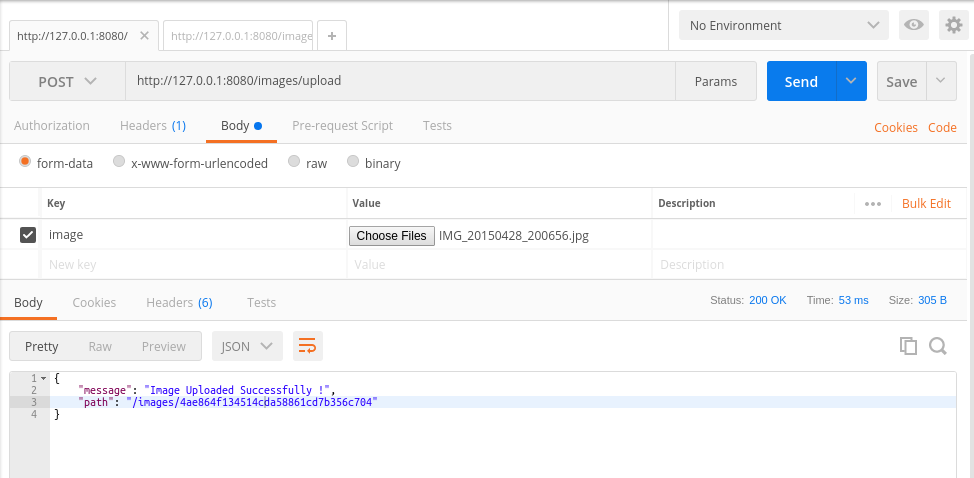 http://127.0.0.1:8080/ http://127.0.0.1:8080/image
No Environment
POST http://127.0.0.1:8080/images/upload Params Send Save
Authorization Headers (1) Body Pre-request Script Tests Cookies Code
form-data x-www-form-urlencoded raw binary
Key Value Description ••• Bulk Edit
image Choose Files IMG_20150428_200656.jpg
New key Value Description
Body Cookies Headers (6) Tests Status: 200 OK Time: 53 ms Size: 305 B
Pretty Raw Preview JSON
1 {
2 "message": "Image Uploaded Successfully !",
3 "path": "/images/4ae864f134514cda58861cd7b356c704"
4 }